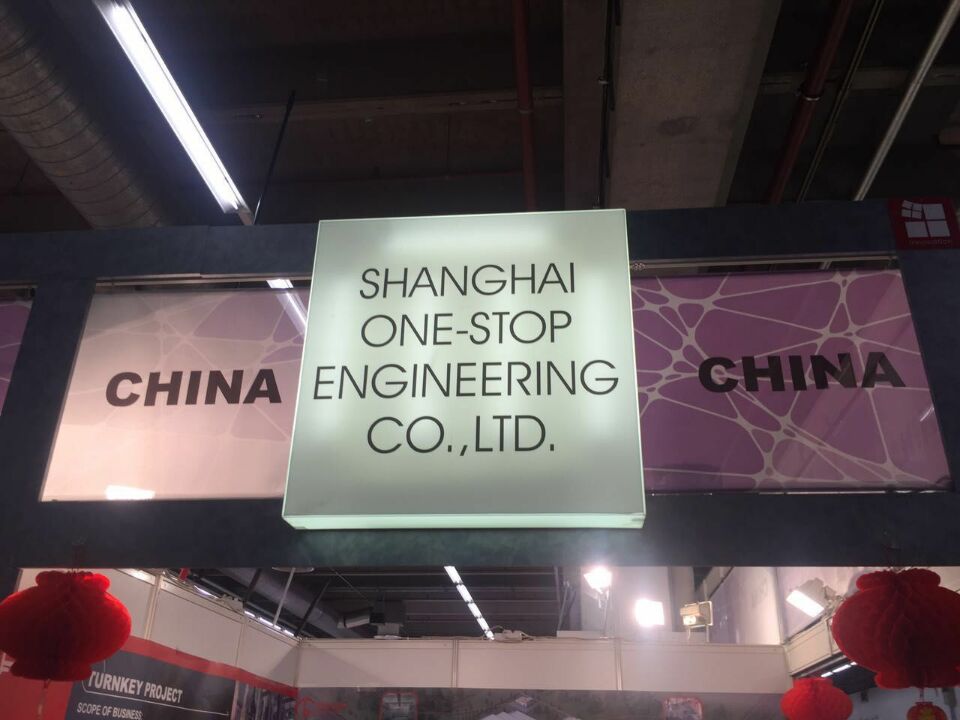 SHANGHAI
ONE-STOP
ENGINEERING
CO.,LTD.
CHINA
CHINA
TURNKEY PROJECT
SCOPE OF BUSINESS: